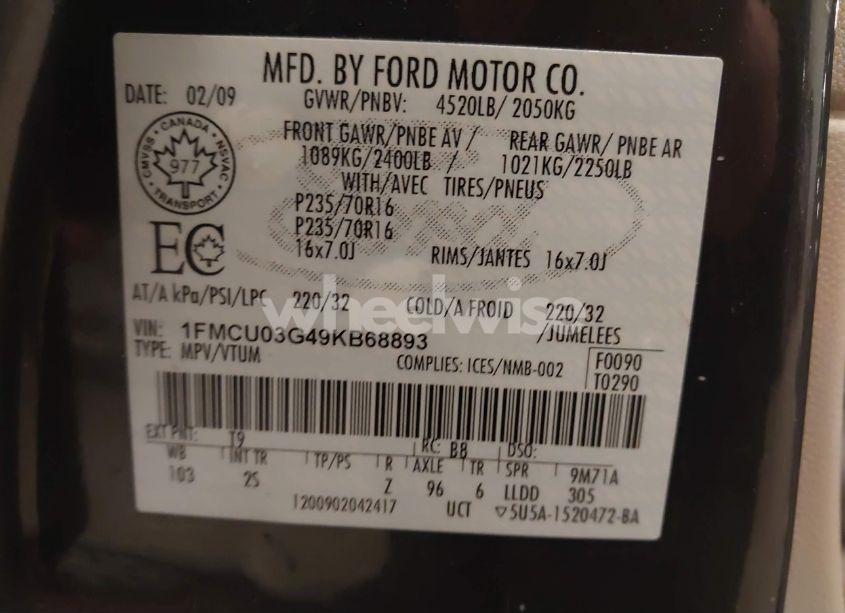 MFD. BY FORD MOTOR CO.
DATE: 02/09
GVWR/PNBV: 4520LB/ 2050KG
CANADA
CMVSS 977 NSVAC
TRANSPORT
FRONT GAWR/PNBE AV / REAR GAWR/ PNBE AR
1089KG/2400LB / 1021KG/2250LB
WITH/AVEC TIRES/PNEUS
P235/70R16
P235/70R16
16x7.0J RIMS/JANTES 16x7.0J
EC
AT/A kPa/PSI/LPC 220/32 COLD/A FROID 220/32
wheelwise
VIN: 1FMCU03G49KB68893 /JUMELEES
TYPE: MPV/VTUM COMPLIES: ICES/NMB-002 F0090
T0290
EXT PNT: T9 RC: BB DSO:
WB INT TR TP/PS R AXLE TR SPR 9M71A
103 2S Z 96 6 LLDD 305
1200902042417 UCT ▽5U5A-1520472-BA